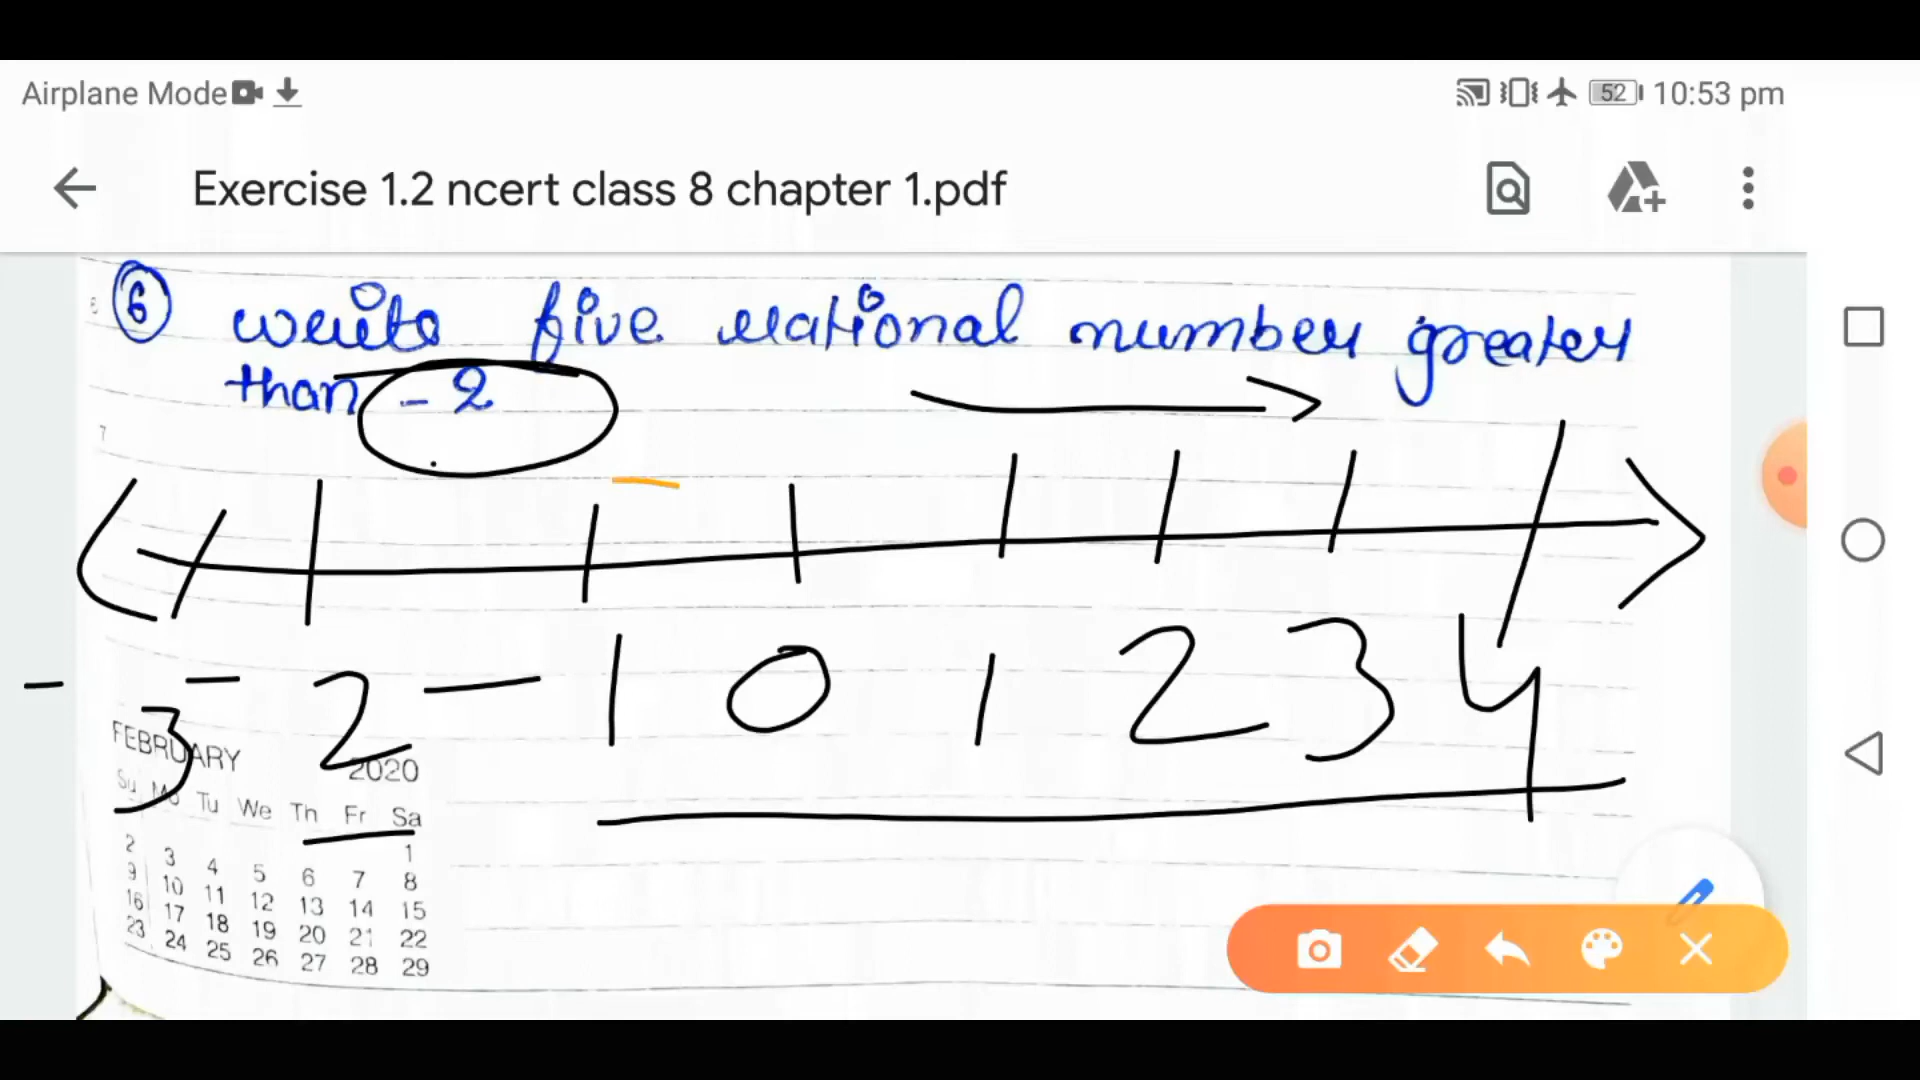 Airplane Mode 52 10:53 pm
Exercise 1.2 ncert class 8 chapter 1.pdf
6 write five rational number greater
than -2
7
- 3 - 2 - 1 0 1 2 3 4
FEBRUARY 2020
Su Mo Tu We Th Fr Sa
1
2 3 4 5 6 7 8
9 10 11 12 13 14 15
16 17 18 19 20 21 22
23 24 25 26 27 28 29